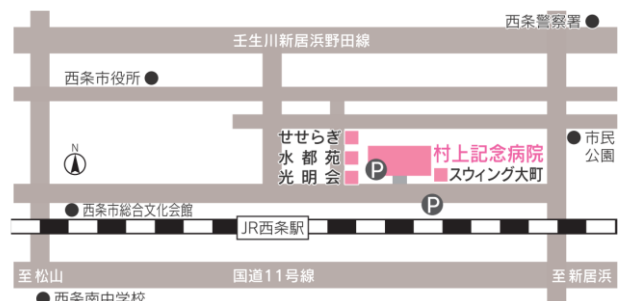 西条警察署
壬生川新居浜野田線
西条市役所
せせらぎ
水都苑
光明会
村上記念病院
スウィング大町
市民
公園
N
P
P
西条市総合文化会館
JR西条駅
至松山
国道11号線
至新居浜
西条南中学校